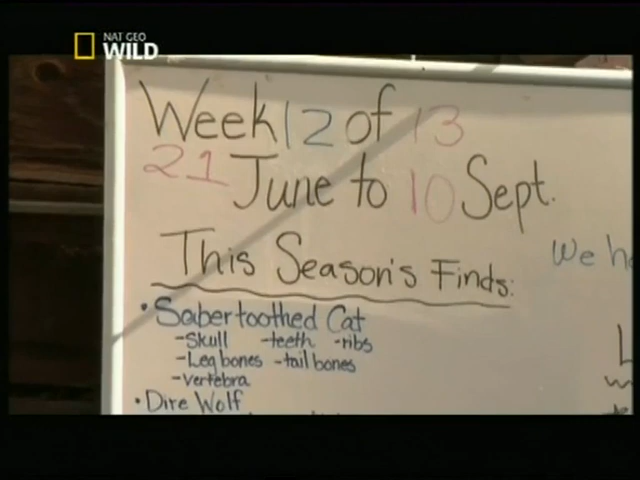 NAT GEO
WILD
Week 12 of 13
21 June to 10 Sept.
This Season's Finds:
We
• Sabertoothed Cat
-Skull -teeth -ribs
-Leg bones -tail bones
-vertebra
• Dire Wolf